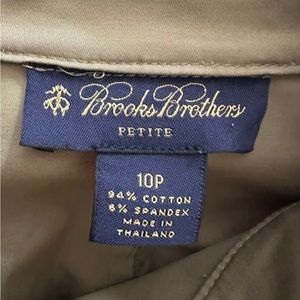 Brooks Brothers
PETITE
10P
94% COTTON
6% SPANDEX
MADE IN
THAILAND